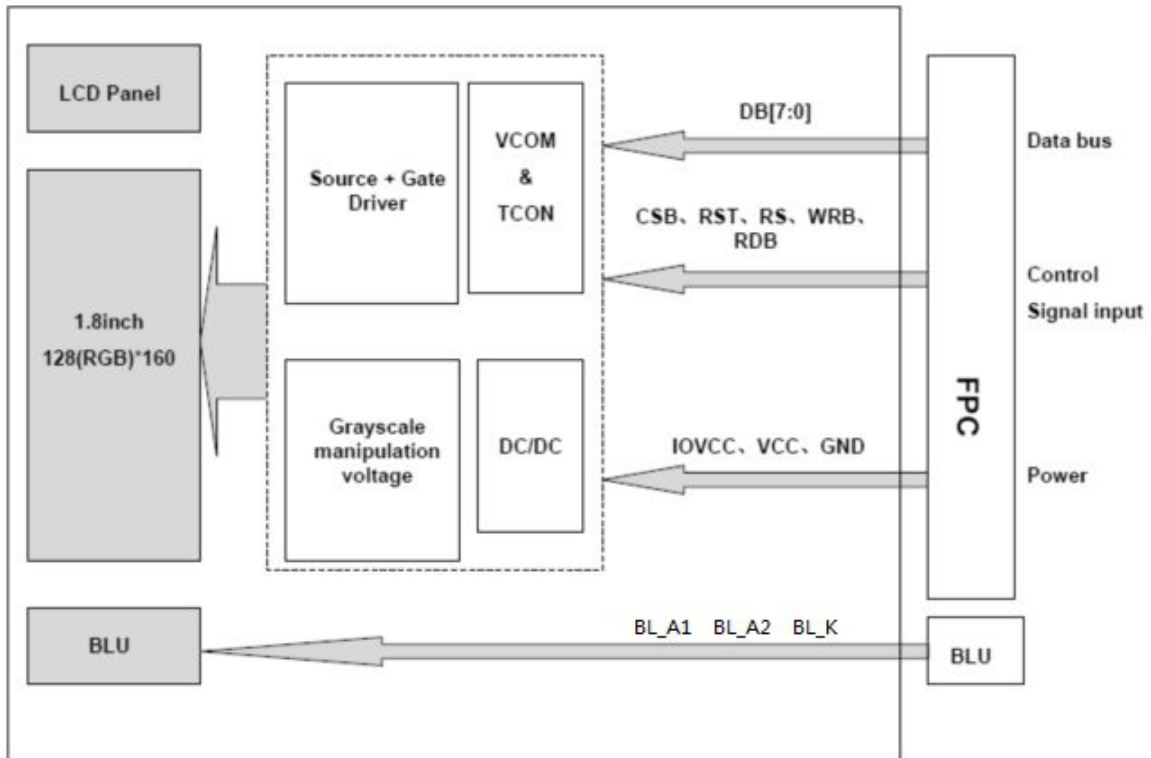 LCD Panel
1.8inch
128(RGB)*160
BLU
Source + Gate
Driver
VCOM
&
TCON
Grayscale
manipulation
voltage
DC/DC
DB[7:0]
CSB、RST、RS、WRB、
RDB
IOVCC、VCC、GND
BL_A1 BL_A2 BL_K
FPC
BLU
Data bus
Control
Signal input
Power